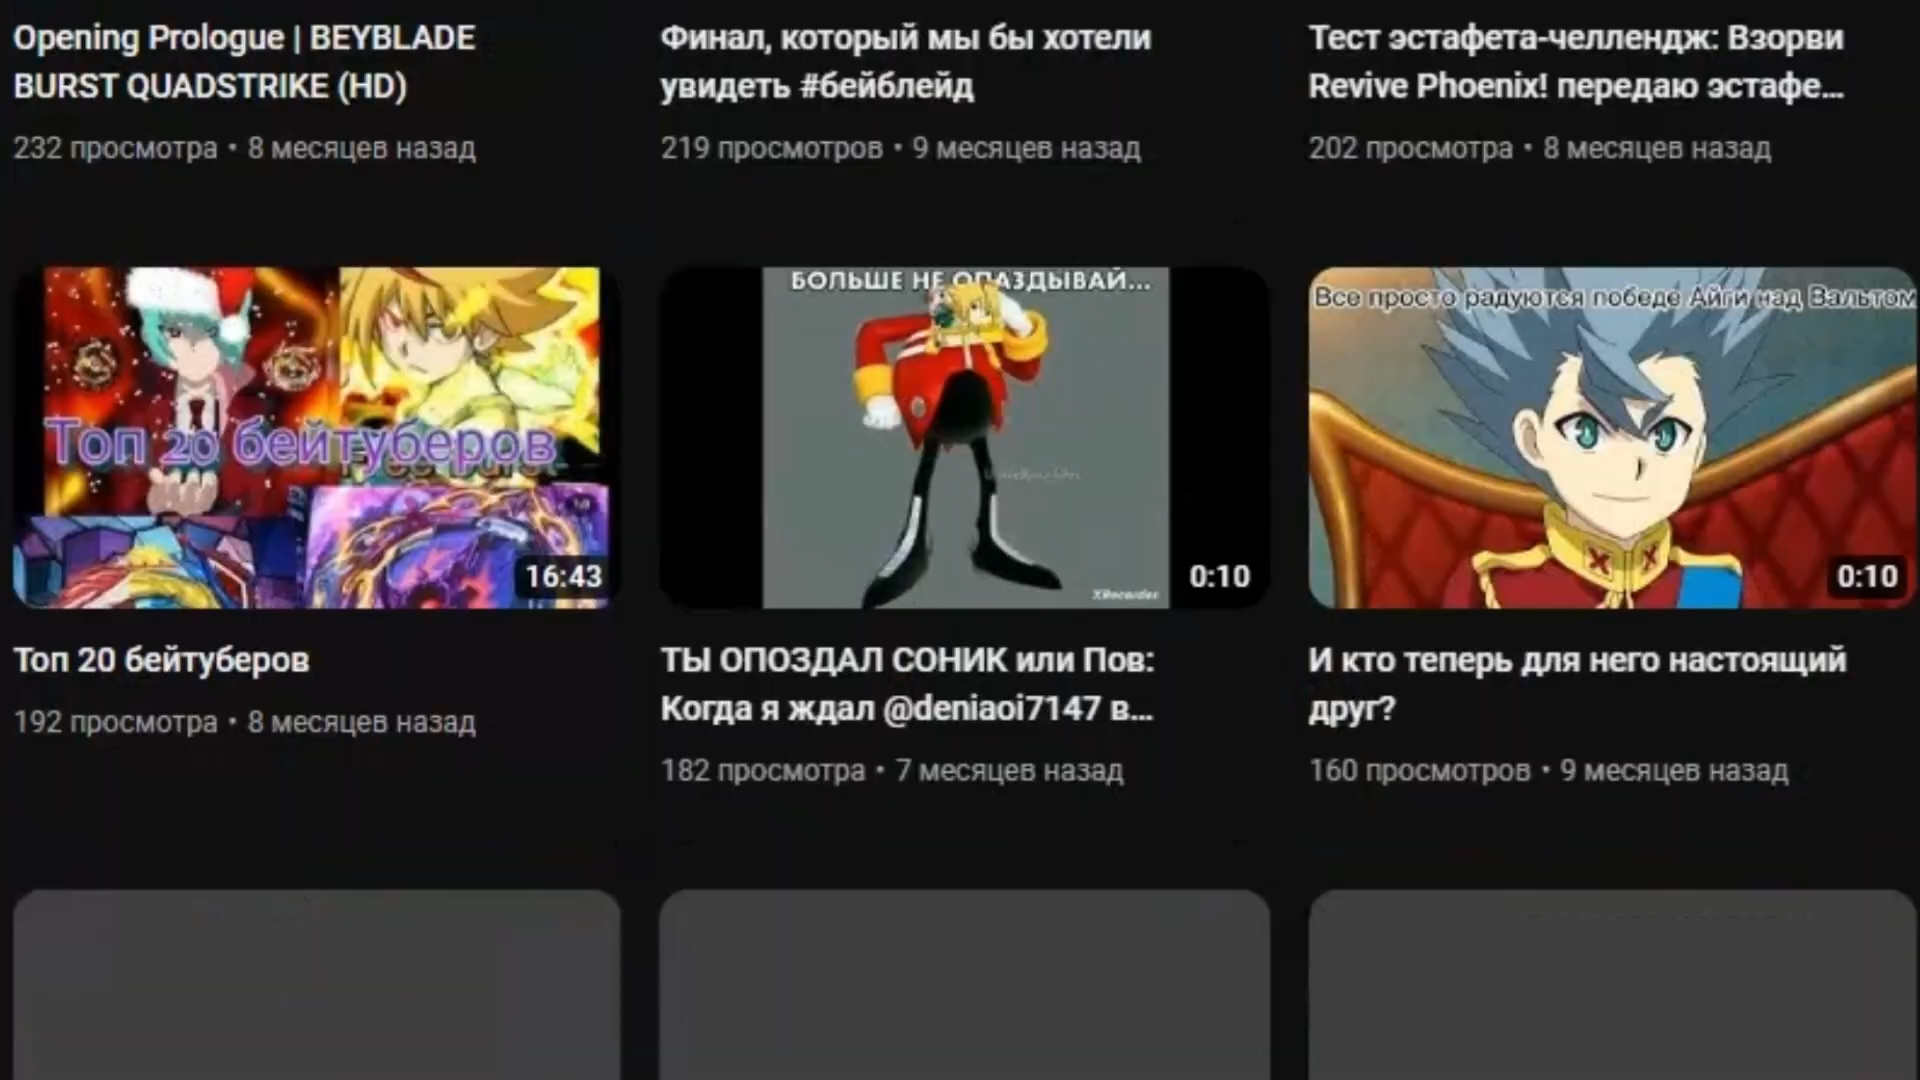 Opening Prologue | BEYBLADE
BURST QUADSTRIKE (HD)
232 просмотра • 8 месяцев назад
Финал, который мы бы хотели
увидеть #бейблейд
219 просмотров • 9 месяцев назад
Тест эстафета-челлендж: Взорви
Revive Phoenix! передаю эстафе...
202 просмотра • 8 месяцев назад
Топ 20 бейтуберов
16:43
Топ 20 бейтуберов
192 просмотра • 8 месяцев назад
БОЛЬШЕ НЕ ОПАЗДЫВАЙ...
XRecorder
0:10
ТЫ ОПОЗДАЛ СОНИК или Пов:
Когда я ждал @deniaoi7147 в...
182 просмотра • 7 месяцев назад
Все просто радуются победе Айги над Вальтом
0:10
И кто теперь для него настоящий
друг?
160 просмотров • 9 месяцев назад